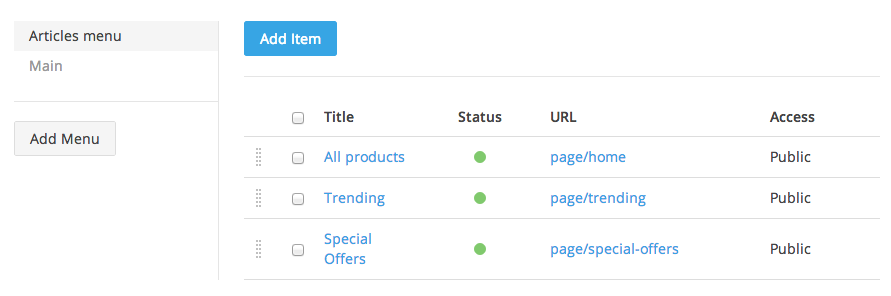 Articles menu
Main
Add Menu
Add Item
Title Status URL Access
All products page/home Public
Trending page/trending Public
Special
Offers page/special-offers Public